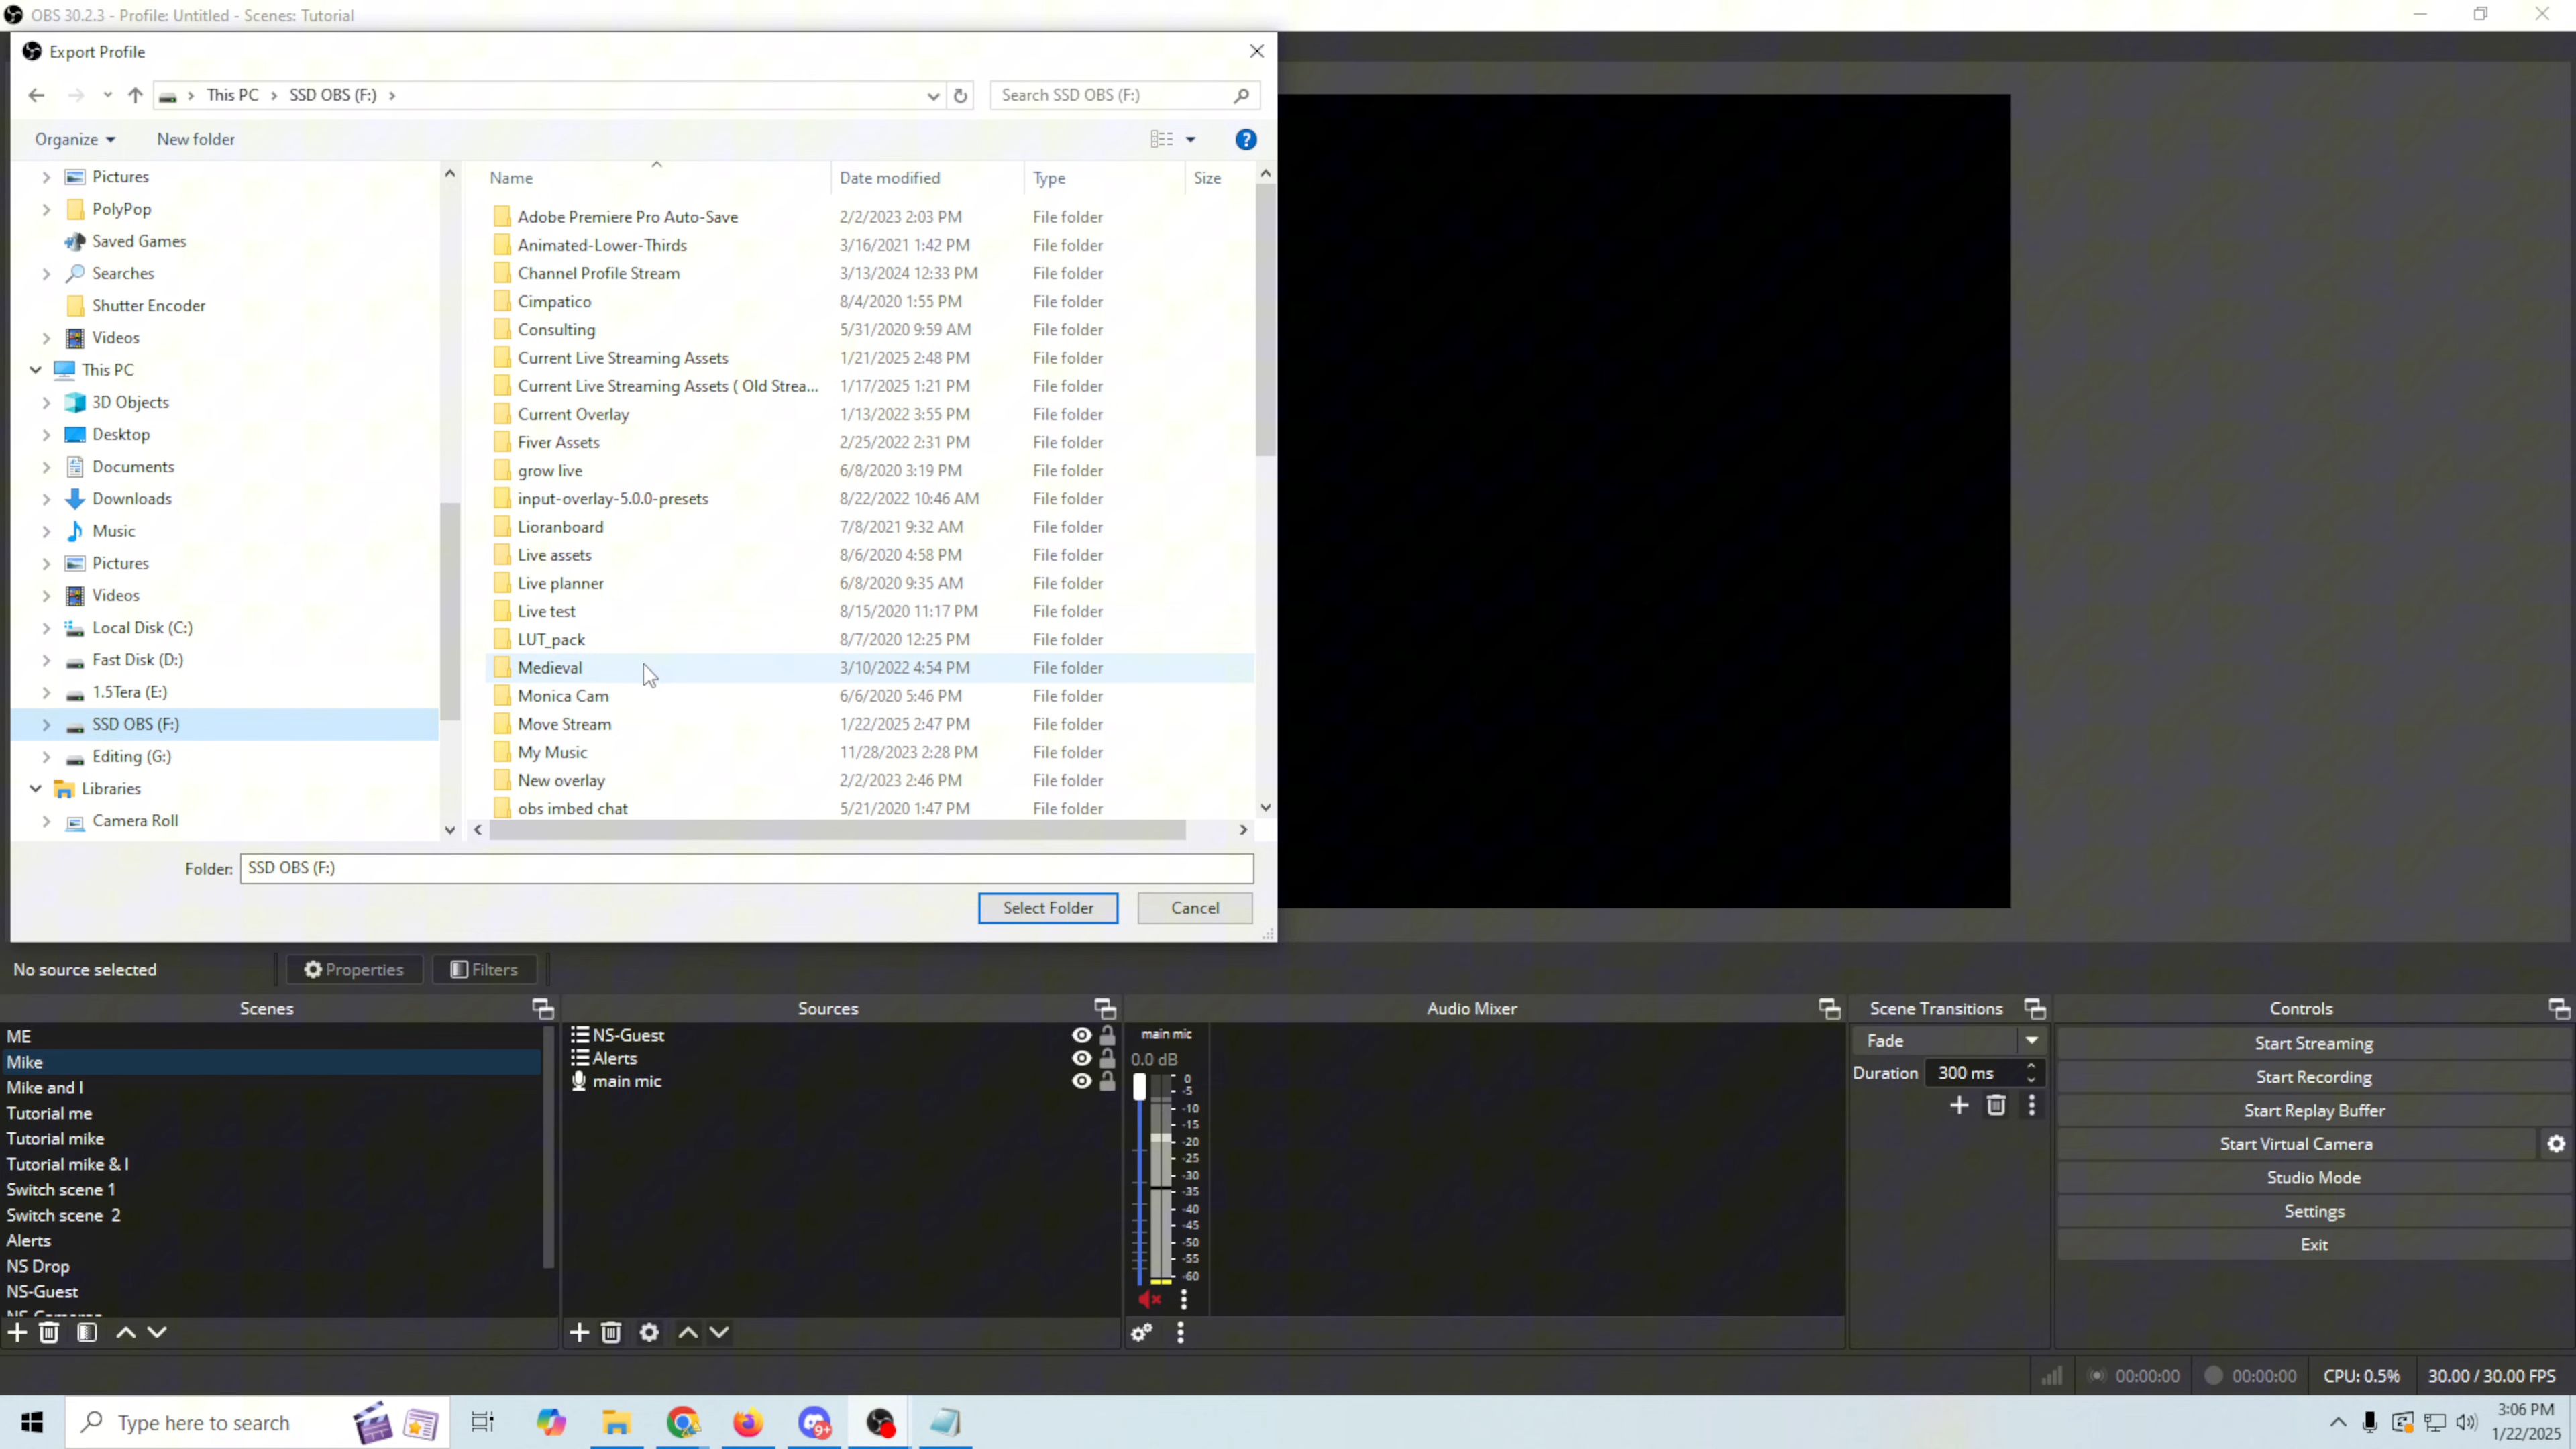 OBS 30.2.3 - Profile: Untitled - Scenes: Tutorial
Export Profile
This PC > SSD OBS (F:) >
Search SSD OBS (F:)
Organize
New folder
Pictures
PolyPop
Saved Games
Searches
Shutter Encoder
Videos
This PC
3D Objects
Desktop
Documents
Downloads
Music
Pictures
Videos
Local Disk (C:)
Fast Disk (D:)
1.5Tera (E:)
SSD OBS (F:)
Editing (G:)
Libraries
Camera Roll
Name Date modified Type Size
Adobe Premiere Pro Auto-Save 2/2/2023 2:03 PM File folder
Animated-Lower-Thirds 3/16/2021 1:42 PM File folder
Channel Profile Stream 3/13/2024 12:33 PM File folder
Cimpatico 8/4/2020 1:55 PM File folder
Consulting 5/31/2020 9:59 AM File folder
Current Live Streaming Assets 1/21/2025 2:48 PM File folder
Current Live Streaming Assets ( Old Strea... 1/17/2025 1:21 PM File folder
Current Overlay 1/13/2022 3:55 PM File folder
Fiver Assets 2/25/2022 2:31 PM File folder
grow live 6/8/2020 3:19 PM File folder
input-overlay-5.0.0-presets 8/22/2022 10:46 AM File folder
Lioranboard 7/8/2021 9:32 AM File folder
Live assets 8/6/2020 4:58 PM File folder
Live planner 6/8/2020 9:35 AM File folder
Live test 8/15/2020 11:17 PM File folder
LUT_pack 8/7/2020 12:25 PM File folder
Medieval 3/10/2022 4:54 PM File folder
Monica Cam 6/6/2020 5:46 PM File folder
Move Stream 1/22/2025 2:47 PM File folder
My Music 11/28/2023 2:28 PM File folder
New overlay 2/2/2023 2:46 PM File folder
obs imbed chat 5/21/2020 1:47 PM File folder
Folder: SSD OBS (F:)
Select Folder
Cancel
No source selected
Properties
Filters
Scenes
ME
Mike
Mike and I
Tutorial me
Tutorial mike
Tutorial mike & I
Switch scene 1
Switch scene 2
Alerts
NS Drop
NS-Guest
Sources
NS-Guest
Alerts
main mic
Audio Mixer
main mic
0.0 dB
0
-5
-10
-15
-20
-25
-30
-35
-40
-45
-50
-55
-60
Scene Transitions
Fade
Duration 300 ms
Controls
Start Streaming
Start Recording
Start Replay Buffer
Start Virtual Camera
Studio Mode
Settings
Exit
00:00:00
00:00:00
CPU: 0.5%
30.00 / 30.00 FPS
Type here to search
9+
3:06 PM
1/22/2025